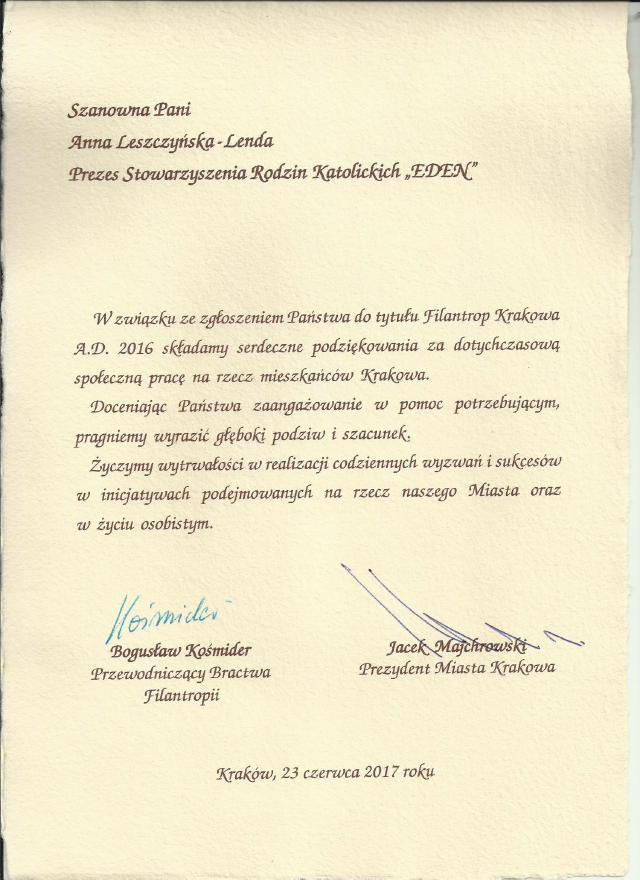 Szanowna Pani
Anna Leszczyńska-Lenda
Prezes Stowarzyszenia Rodzin Katolickich „EDEN”
W związku ze zgłoszeniem Państwa do tytułu Filantrop Krakowa
A.D. 2016 składamy serdeczne podziękowania za dotychczasową
społeczną pracę na rzecz mieszkańców Krakowa.
Doceniając Państwa zaangażowanie w pomoc potrzebującym,
pragniemy wyrazić głęboki podziw i szacunek.
Życzymy wytrwałości w realizacji codziennych wyzwań i sukcesów
w inicjatywach podejmowanych na rzecz naszego Miasta oraz
w życiu osobistym.
Kośmider
Bogusław Kośmider
Przewodniczący Bractwa
Filantropii
Jacek Majchrowski
Prezydent Miasta Krakowa
Kraków, 23 czerwca 2017 roku